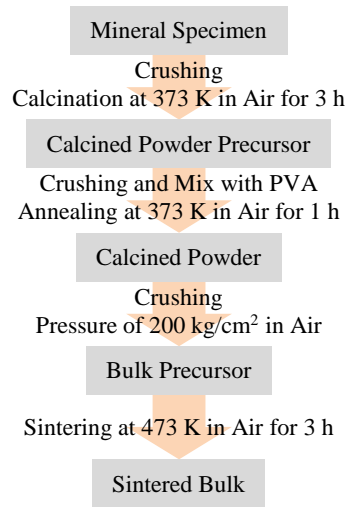 Mineral Specimen
Crushing
Calcination at 373 K in Air for 3 h
Calcined Powder Precursor
Crushing and Mix with PVA
Annealing at 373 K in Air for 1 h
Calcined Powder
Crushing
Pressure of 200 kg/cm² in Air
Bulk Precursor
Sintering at 473 K in Air for 3 h
Sintered Bulk